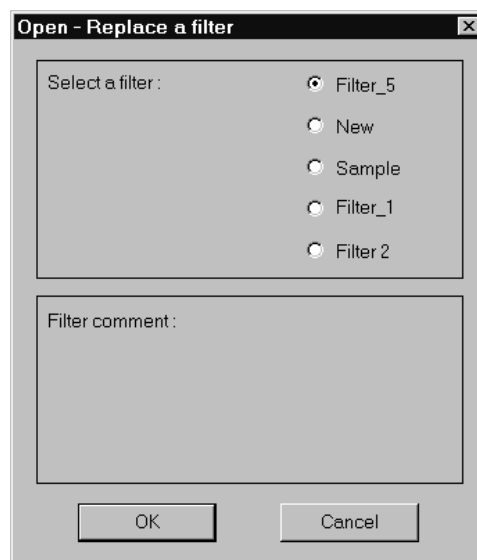 Open - Replace a filter
Select a filter :
Filter_5
New
Sample
Filter_1
Filter 2
Filter comment :
OK
Cancel